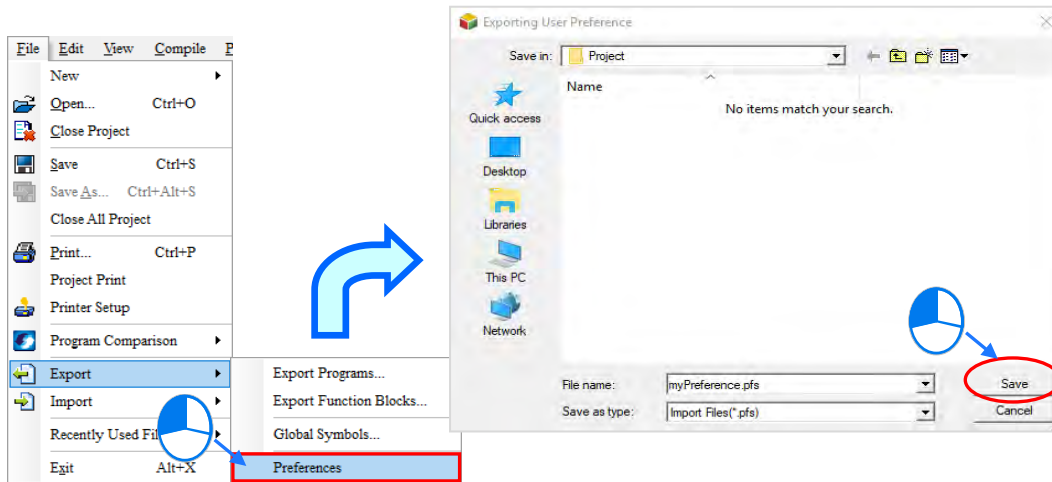 File Edit View Compile P
New
Open... Ctrl+O
Close Project
Save Ctrl+S
Save As... Ctrl+Alt+S
Close All Project
Print... Ctrl+P
Project Print
Printer Setup
Program Comparison
Export
Import
Recently Used Fi
Exit Alt+X
Export Programs...
Export Function Blocks...
Global Symbols...
Preferences
Exporting User Preference
Save in: Project
Name
No items match your search.
Quick access
Desktop
Libraries
This PC
Network
File name: myPreference.pfs Save
Save as type: Import Files(*.pfs) Cancel